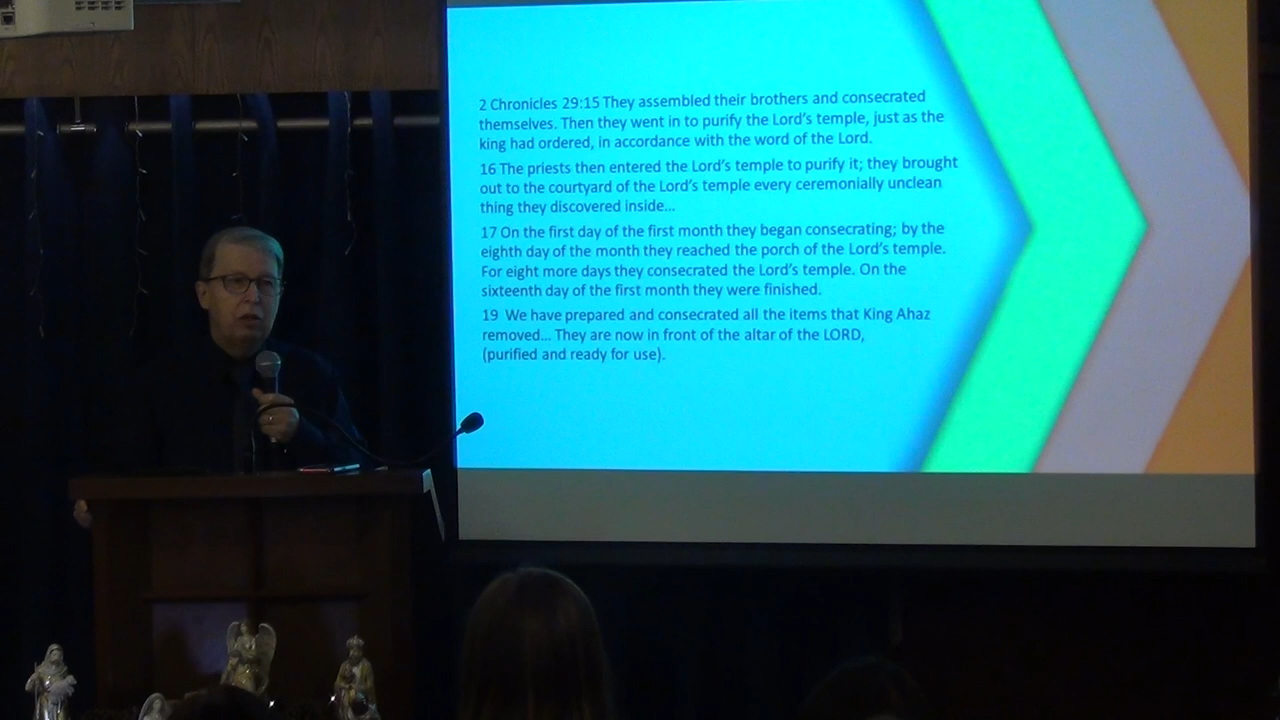 2 Chronicles 29:15 They assembled their brothers and consecrated
themselves. Then they went in to purify the Lord's temple, just as the
king had ordered, in accordance with the word of the Lord.
16 The priests then entered the Lord's temple to purify it; they brought
out to the courtyard of the Lord's temple every ceremonially unclean
thing they discovered inside...
17 On the first day of the first month they began consecrating; by the
eighth day of the month they reached the porch of the Lord's temple.
For eight more days they consecrated the Lord's temple. On the
sixteenth day of the first month they were finished.
19 We have prepared and consecrated all the items that King Ahaz
removed... They are now in front of the altar of the LORD,
(purified and ready for use).